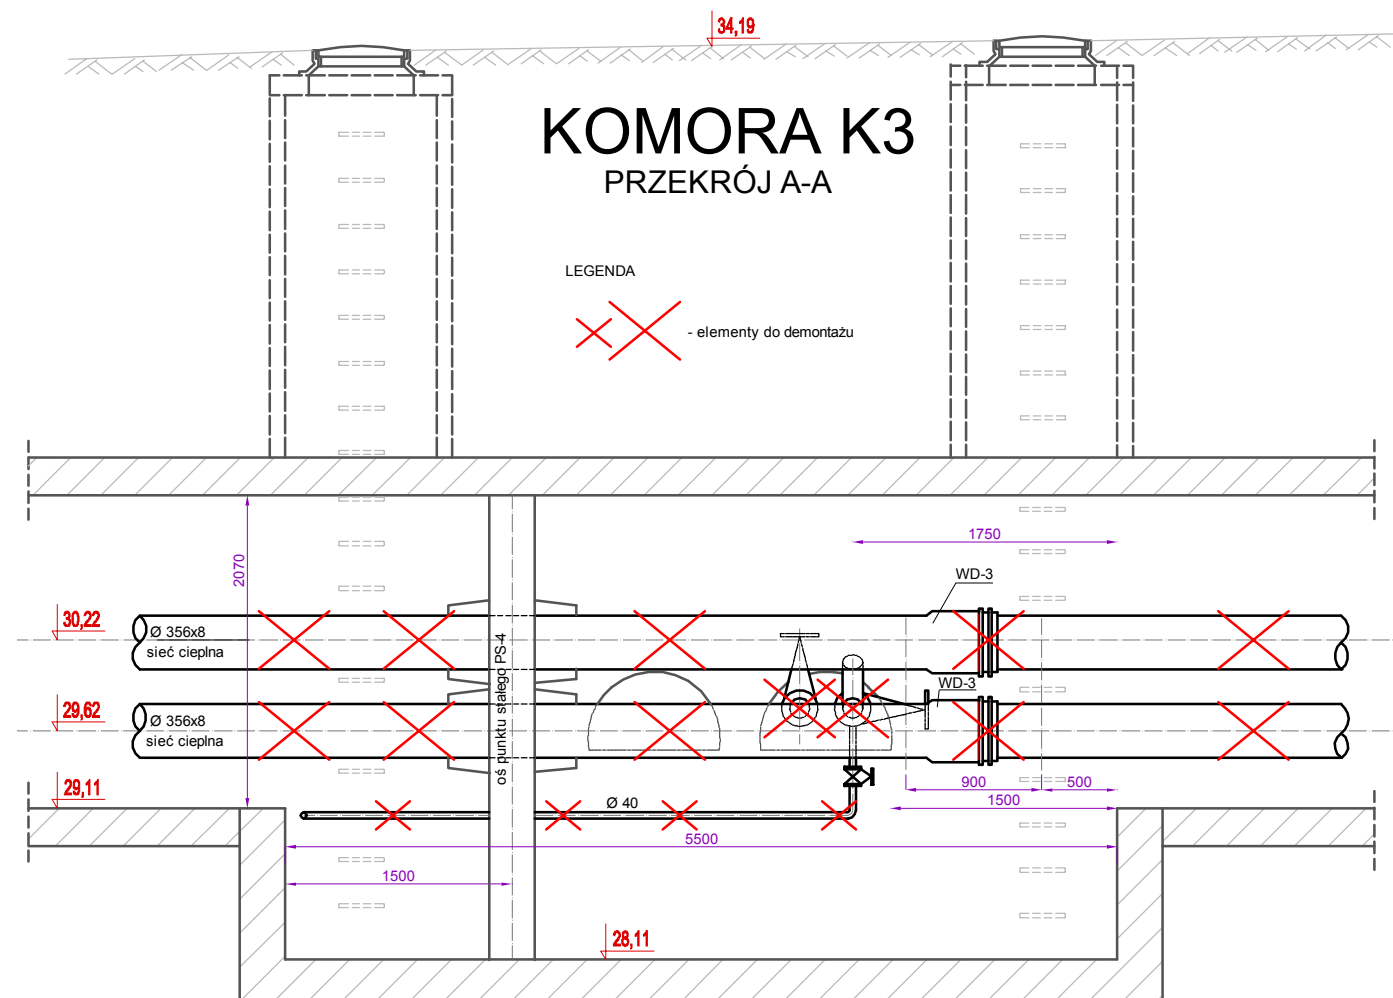 34,19
KOMORA K3
PRZEKRÓJ A-A
LEGENDA
- elementy do demontażu
1750
2070
WD-3
30,22
Ø 356x8
sieć cieplna
oś punktu stałego PS-4
WD-3
29,62
Ø 356x8
sieć cieplna
29,11
900
500
Ø 40
1500
5500
1500
28,11